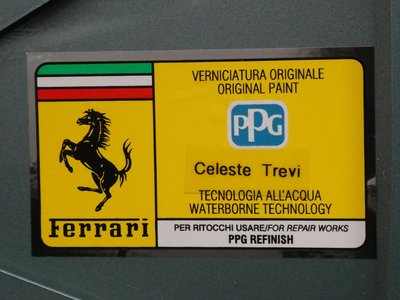 VERNICIATURA ORIGINALE
ORIGINAL PAINT
PPG
Celeste Trevi
TECNOLOGIA ALL'ACQUA
WATERBORNE TECHNOLOGY
Ferrari
PER RITOCCHI USARE/FOR REPAIR WORKS
PPG REFINISH